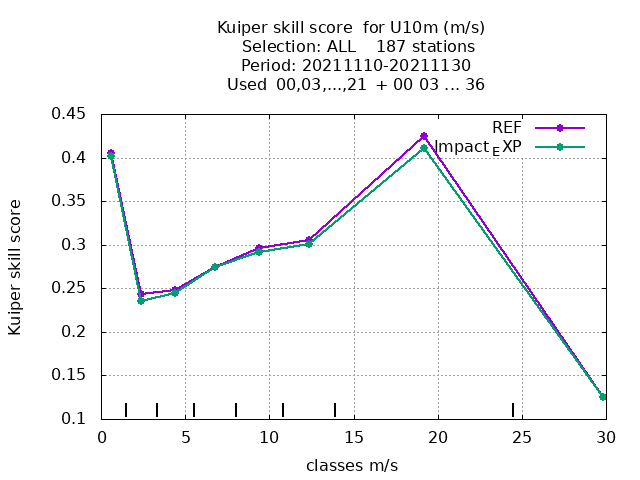 Kuiper skill score  for U10m (m/s)
Selection: ALL    187 stations
Period: 20211110-20211130
Used  00,03,...,21  + 00 03 ... 36
REF
Impact_EXP
Kuiper skill score
0.45
0.4
0.35
0.3
0.25
0.2
0.15
0.1
0 5 10 15 20 25 30
classes m/s